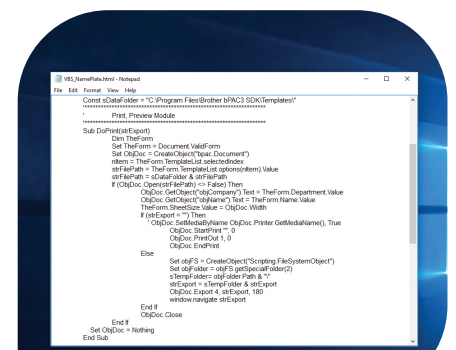 VBS_NamePlate.html - Notepad
File Edit Format View Help
Const sDataFolder = "C:\Program Files\Brother bPAC3 SDK\Templates\"
'*******************************************************************
' Print, Preview Module
'*******************************************************************
Sub DoPrint(strExport)
Dim TheForm
Set TheForm = Document.ValidForm
Set ObjDoc = CreateObject("bpac.Document")
nItem = TheForm.TemplateList.selectedIndex
strFilePath = TheForm.TemplateList.options(nItem).Value
strFilePath = sDataFolder & strFilePath
If (ObjDoc.Open(strFilePath) <> False) Then
ObjDoc.GetObject("objCompany").Text = TheForm.Department.Value
ObjDoc.GetObject("objName").Text = TheForm.Name.Value
TheForm.SheetSize.Value = ObjDoc.Width
If (strExport = "") Then
' ObjDoc.SetMediaByName ObjDoc.Printer.GetMediaName(), True
ObjDoc.StartPrint "", 0
ObjDoc.PrintOut 1, 0
ObjDoc.EndPrint
Else
Set objFS = CreateObject("Scripting.FileSystemObject")
Set objFolder = objFS.getSpecialFolder(2)
sTempFolder= objFolder.Path & "\"
strExport = sTempFolder & strExport
ObjDoc.Export 4, strExport, 180
window.navigate strExport
End If
ObjDoc.Close
End If
Set ObjDoc = Nothing
End Sub